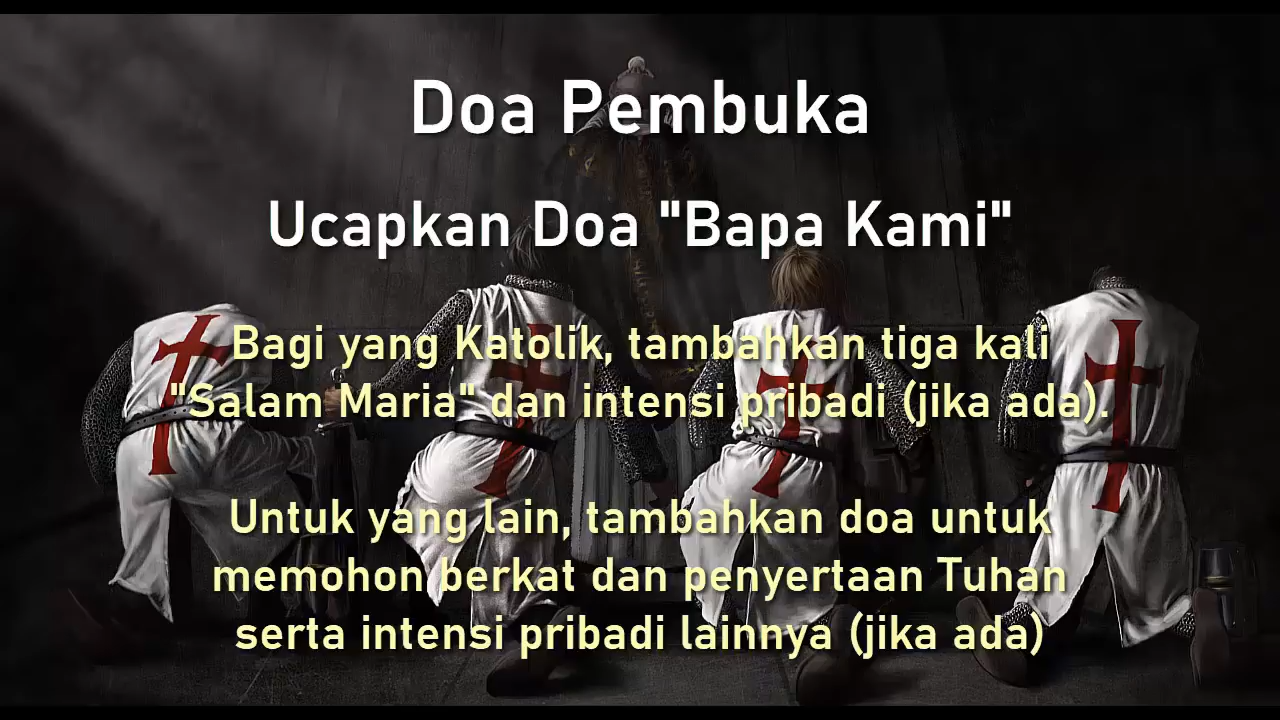 Doa Pembuka
Ucapkan Doa "Bapa Kami"
Bagi yang Katolik, tambahkan tiga kali
"Salam Maria" dan intensi pribadi (jika ada).
Untuk yang lain, tambahkan doa untuk
memohon berkat dan penyertaan Tuhan
serta intensi pribadi lainnya (jika ada)